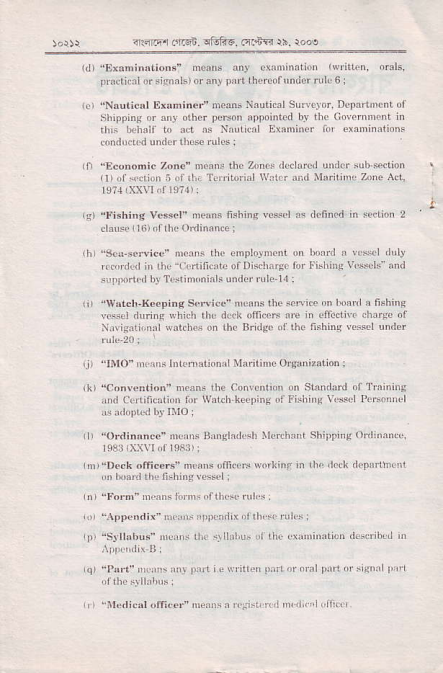 ১০২১২ বাংলাদেশ গেজেট, অতিরিক্ত, সেপ্টেম্বর ২৯, ২০০৩
(d) “Examinations” means any examination (written, orals,
practical or signals) or any part thereof under rule 6 ;
(e) “Nautical Examiner” means Nautical Surveyor, Department of
Shipping or any other person appointed by the Government in
this behalf to act as Nautical Examiner for examinations
conducted under these rules ;
(f) “Economic Zone” means the Zones declared under sub-section
(1) of section 5 of the Territorial Water and Maritime Zone Act,
1974 (XXVI of 1974) ;
(g) “Fishing Vessel” means fishing vessel as defined in section 2
clause (16) of the Ordinance ;
(h) “Sea-service” means the employment on board a vessel duly
recorded in the “Certificate of Discharge for Fishing Vessels” and
supported by Testimonials under rule-14 ;
(i) “Watch-Keeping Service” means the service on board a fishing
vessel during which the deck officers are in effective charge of
Navigational watches on the Bridge of the fishing vessel under
rule-20 ;
(j) “IMO” means International Maritime Organization ;
(k) “Convention” means the Convention on Standard of Training
and Certification for Watch-keeping of Fishing Vessel Personnel
as adopted by IMO ;
(l) “Ordinance” means Bangladesh Merchant Shipping Ordinance,
1983 (XXVI of 1983) ;
(m) “Deck officers” means officers working in the deck department
on board the fishing vessel ;
(n) “Form” means forms of these rules ;
(o) “Appendix” means appendix of these rules ;
(p) “Syllabus” means the syllabus of the examination described in
Appendix-B ;
(q) “Part” means any part i.e written part or oral part or signal part
of the syllabus ;
(r) “Medical officer” means a registered medical officer.